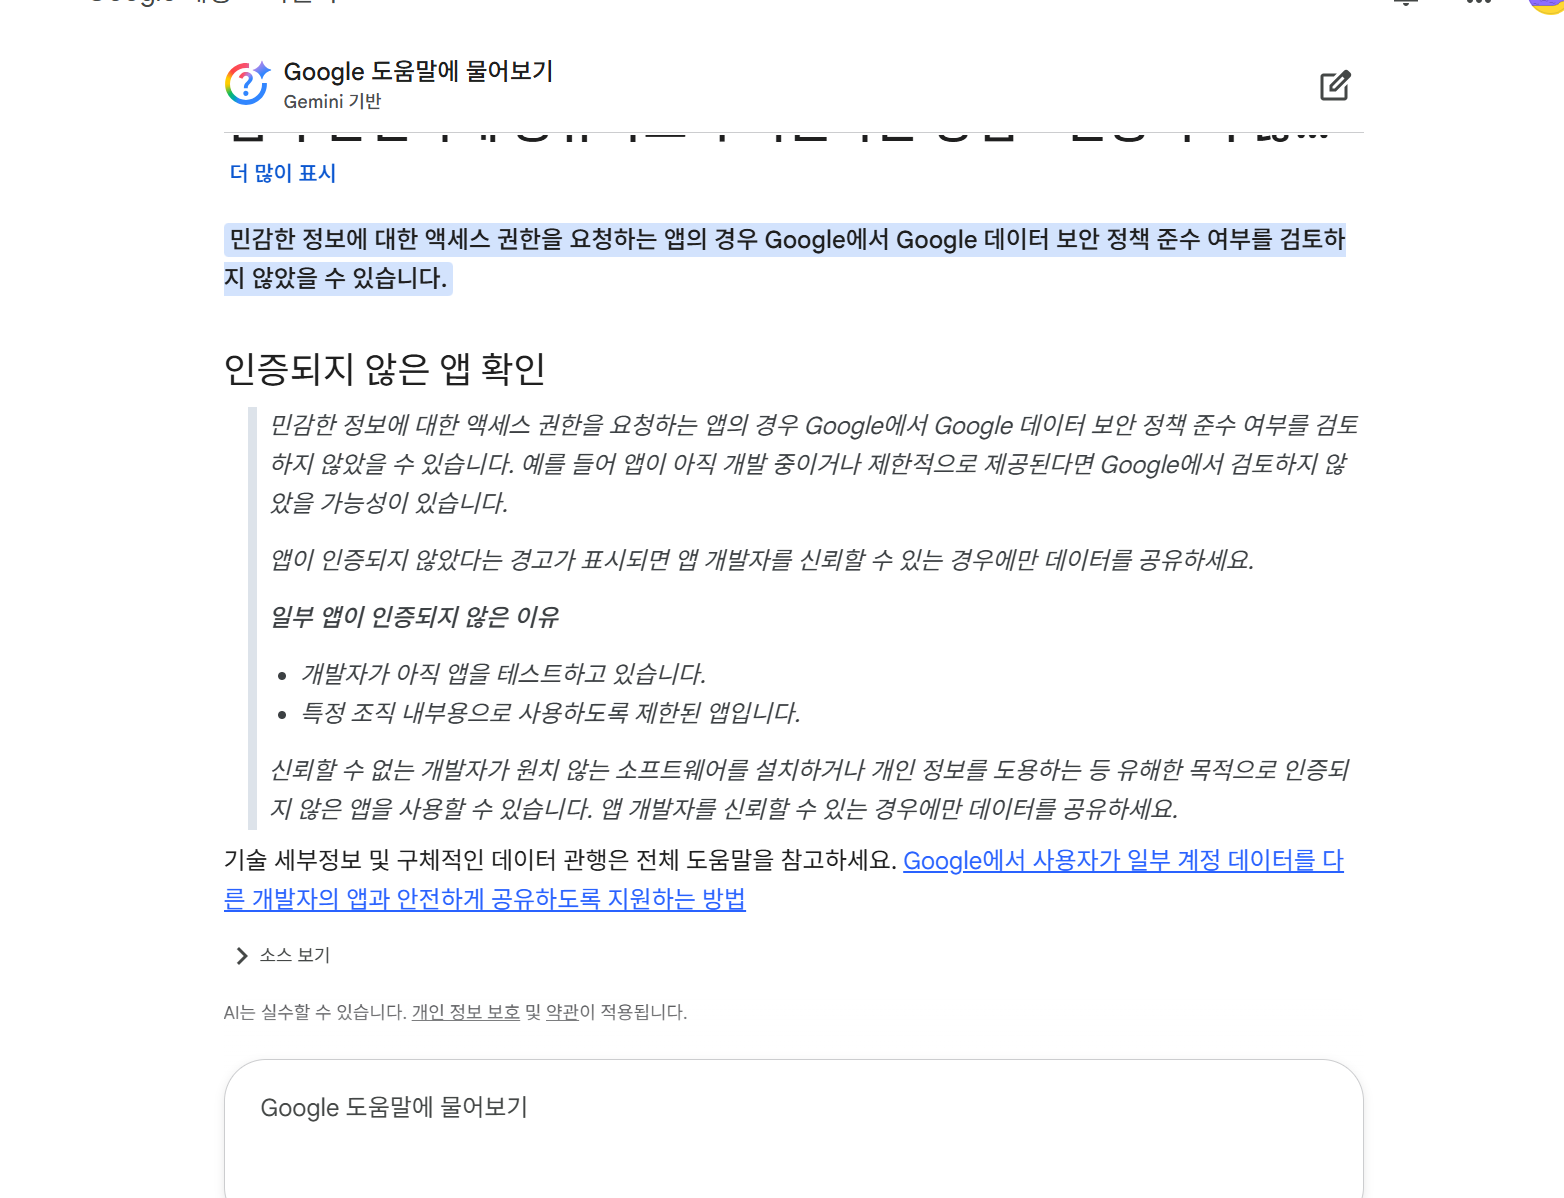 Google 도움말에 물어보기
Gemini 기반
더 많이 표시
민감한 정보에 대한 액세스 권한을 요청하는 앱의 경우 Google에서 Google 데이터 보안 정책 준수 여부를 검토하
지 않았을 수 있습니다.
인증되지 않은 앱 확인
민감한 정보에 대한 액세스 권한을 요청하는 앱의 경우 Google에서 Google 데이터 보안 정책 준수 여부를 검토
하지 않았을 수 있습니다. 예를 들어 앱이 아직 개발 중이거나 제한적으로 제공된다면 Google에서 검토하지 않
았을 가능성이 있습니다.
앱이 인증되지 않았다는 경고가 표시되면 앱 개발자를 신뢰할 수 있는 경우에만 데이터를 공유하세요.
일부 앱이 인증되지 않은 이유
• 개발자가 아직 앱을 테스트하고 있습니다.
• 특정 조직 내부용으로 사용하도록 제한된 앱입니다.
신뢰할 수 없는 개발자가 원치 않는 소프트웨어를 설치하거나 개인 정보를 도용하는 등 유해한 목적으로 인증되
지 않은 앱을 사용할 수 있습니다. 앱 개발자를 신뢰할 수 있는 경우에만 데이터를 공유하세요.
기술 세부정보 및 구체적인 데이터 관행은 전체 도움말을 참고하세요. Google에서 사용자가 일부 계정 데이터를 다
른 개발자의 앱과 안전하게 공유하도록 지원하는 방법
소스 보기
AI는 실수할 수 있습니다. 개인 정보 보호 및 약관이 적용됩니다.
Google 도움말에 물어보기